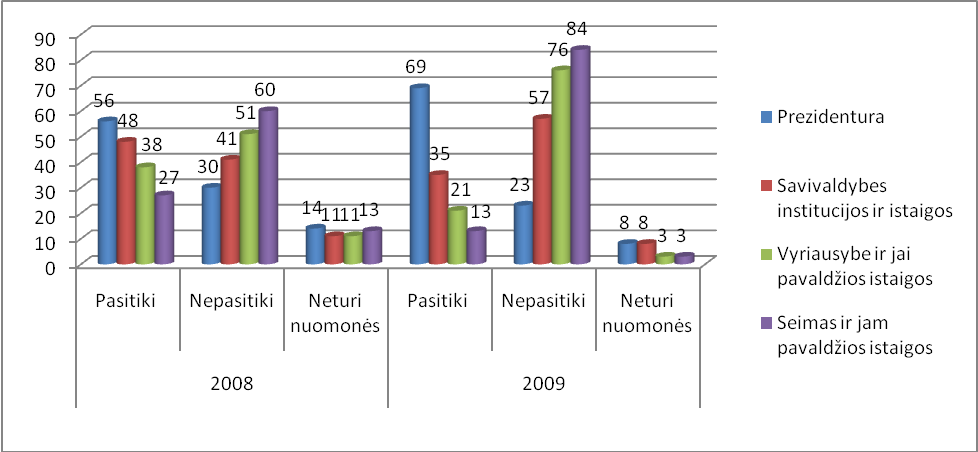 90
80
70
60
50
40
30
20
10
0
56
48
38
27
30
41
51
60
14
11
11
13
69
35
21
13
23
57
76
84
8
8
3
3
Pasitiki
Nepasitiki
Neturi
nuomonės
Pasitiki
Nepasitiki
Neturi
nuomonės
2008
2009
Prezidentura
Savivaldybes
institucijos ir istaigos
Vyriausybe ir jai
pavaldžios istaigos
Seimas ir jam
pavaldžios istaigos